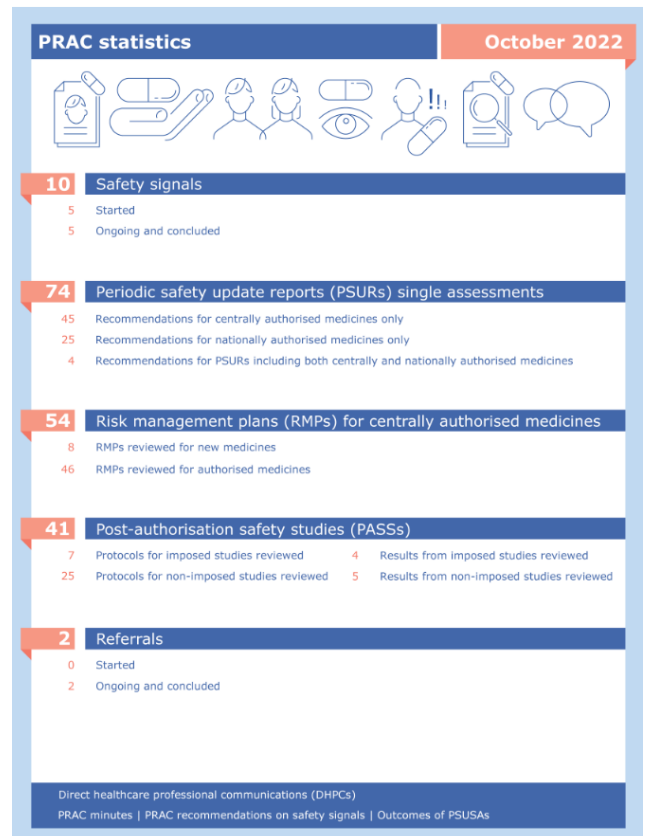 PRAC statistics
October 2022
!!!
10 Safety signals
5 Started
5 Ongoing and concluded
74 Periodic safety update reports (PSURs) single assessments
45 Recommendations for centrally authorised medicines only
25 Recommendations for nationally authorised medicines only
4 Recommendations for PSURs including both centrally and nationally authorised medicines
54 Risk management plans (RMPs) for centrally authorised medicines
8 RMPs reviewed for new medicines
46 RMPs reviewed for authorised medicines
41 Post-authorisation safety studies (PASSs)
7 Protocols for imposed studies reviewed 4 Results from imposed studies reviewed
25 Protocols for non-imposed studies reviewed 5 Results from non-imposed studies reviewed
2 Referrals
0 Started
2 Ongoing and concluded
Direct healthcare professional communications (DHPCs)
PRAC minutes | PRAC recommendations on safety signals | Outcomes of PSUSAs